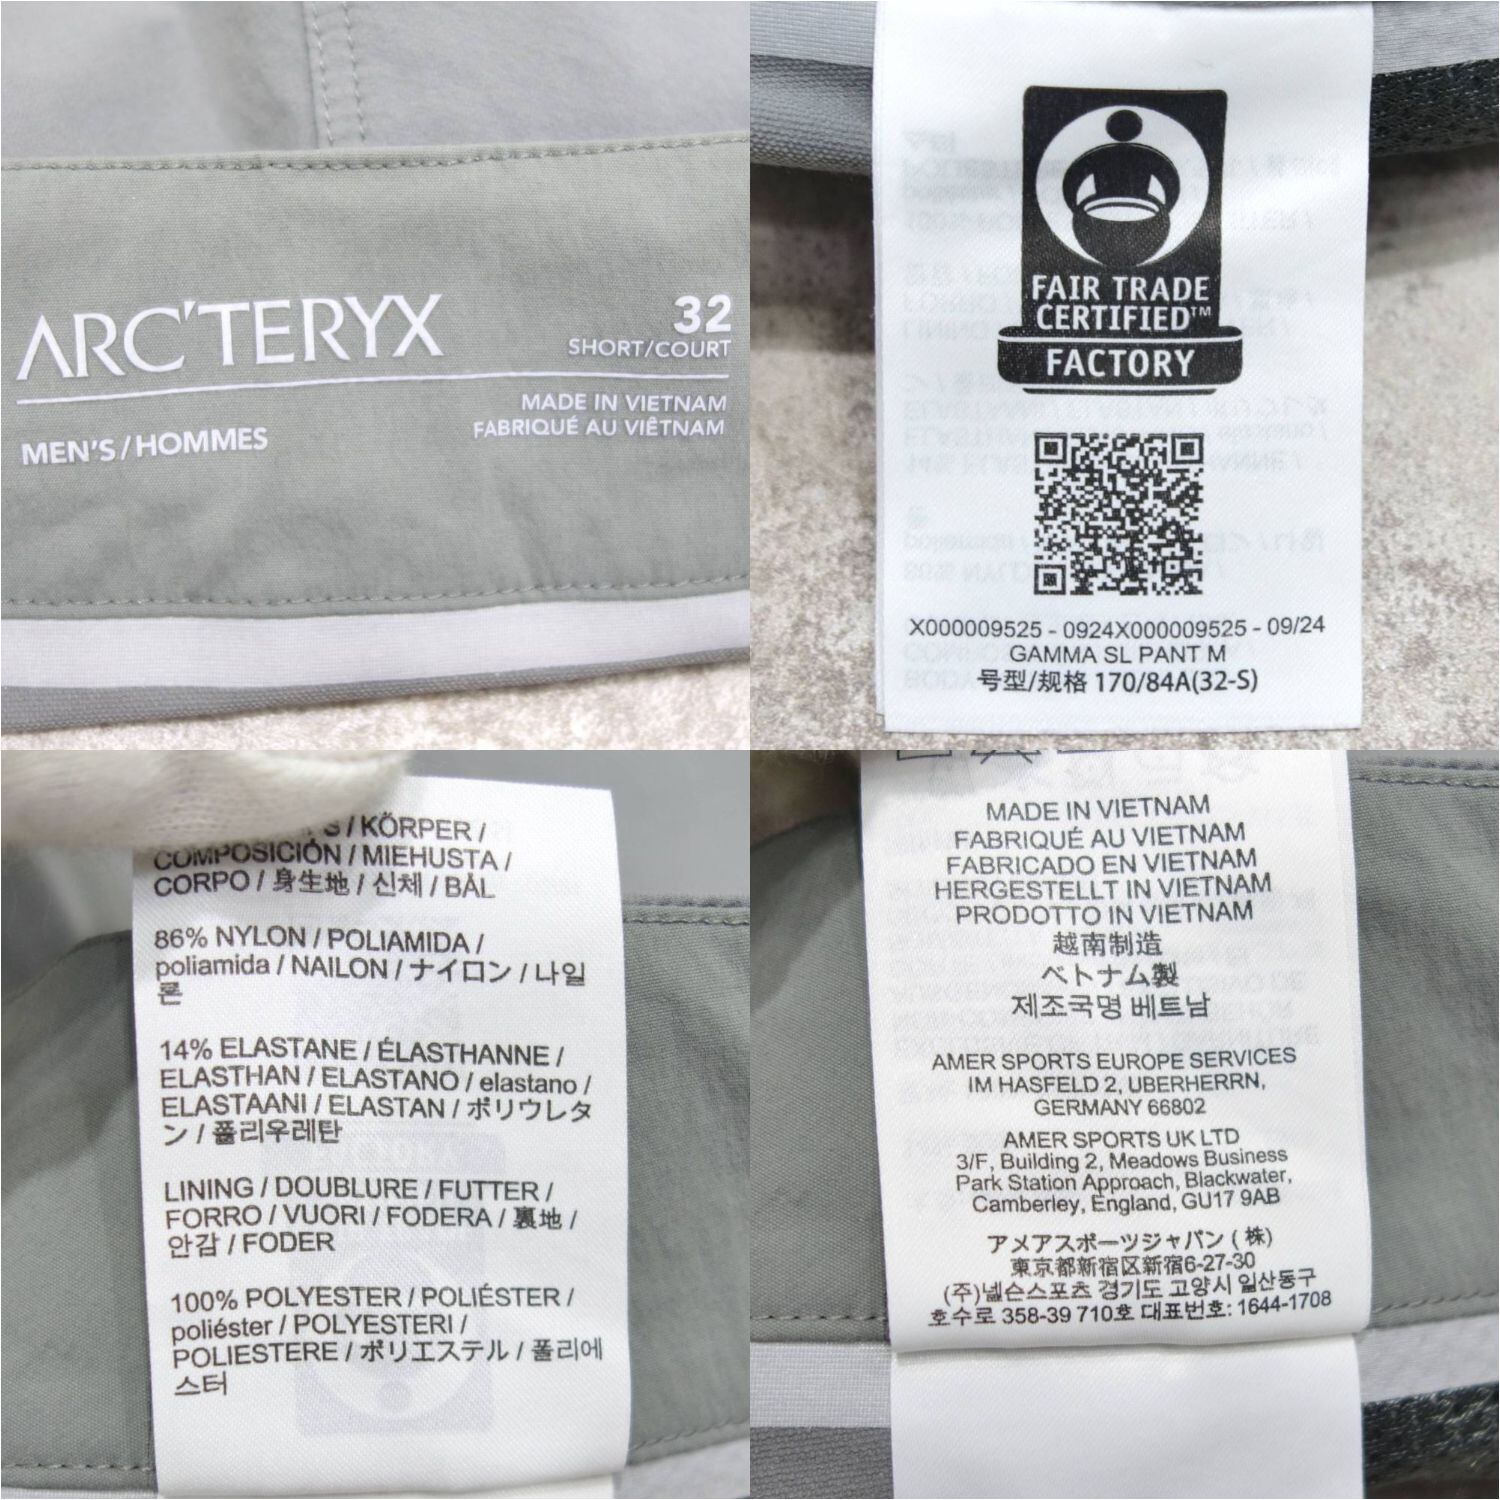 ARC'TERYX
32
SHORT/COURT
MADE IN VIETNAM
FABRIQUÉ AU VIÊTNAM
MEN'S/HOMMES
FAIR TRADE
CERTIFIED™
FACTORY
X000009525 - 0924X000009525 - 09/24
GAMMA SL PANT M
号型/规格 170/84A(32-S)
/ KÖRPER /
COMPOSICIÓN / MIEHUSTA /
CORPO / 身生地 / 신체 / BÅL
86% NYLON / POLIAMIDA /
poliamida / NAILON / ナイロン / 나일
론
14% ELASTANE / ÉLASTHANNE /
ELASTHAN / ELASTANO / elastano /
ELASTAANI / ELASTAN / ポリウレタ
ン / 폴리우레탄
LINING / DOUBLURE / FUTTER /
FORRO / VUORI / FODERA / 裏地 /
안감 / FODER
100% POLYESTER / POLIÉSTER /
poliéster / POLYESTERI /
POLIESTERE / ポリエステル / 폴리에
스터
MADE IN VIETNAM
FABRIQUÉ AU VIETNAM
FABRICADO EN VIETNAM
HERGESTELLT IN VIETNAM
PRODOTTO IN VIETNAM
越南制造
ベトナム製
제조국명 베트남
AMER SPORTS EUROPE SERVICES
IM HASFELD 2, UBERHERRN,
GERMANY 66802
AMER SPORTS UK LTD
3/F, Building 2, Meadows Business
Park Station Approach, Blackwater,
Camberley, England, GU17 9AB
アメアスポーツジャパン ( 株)
東京都新宿区新宿6-27-30
(주)넬슨스포츠 경기도 고양시 일산동구
호수로 358-39 710호 대표번호: 1644-1708